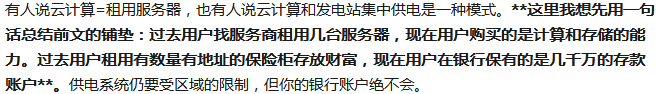 有人说云计算=租用服务器，也有人说云计算和发电站集中供电是一种模式。**这里我想先用一句
话总结前文的铺垫：过去用户找服务商租用几台服务器，现在用户购买的是计算和存储的能
力。过去用户租用有数量有地址的保险柜存放财富，现在用户在银行保有的是几千万的存款
账户**。供电系统仍要受区域的限制，但你的银行账户绝不会。